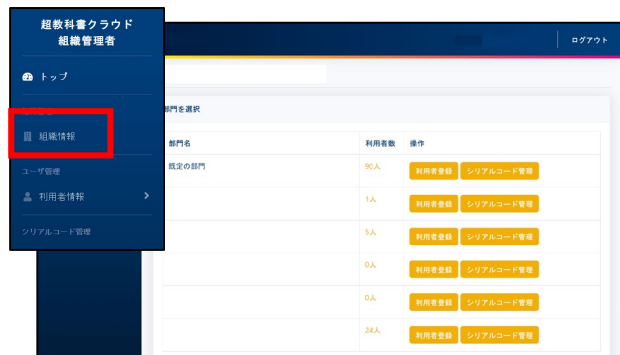 超教科書クラウド
組織管理者
トップ
組織情報
ユーザ管理
利用者情報
シリアルコード管理
ログアウト
部門を選択
部門名 利用者数 操作
既定の部門 90人 利用者登録 シリアルコード管理
1人 利用者登録 シリアルコード管理
5人 利用者登録 シリアルコード管理
0人 利用者登録 シリアルコード管理
0人 利用者登録 シリアルコード管理
24人 利用者登録 シリアルコード管理